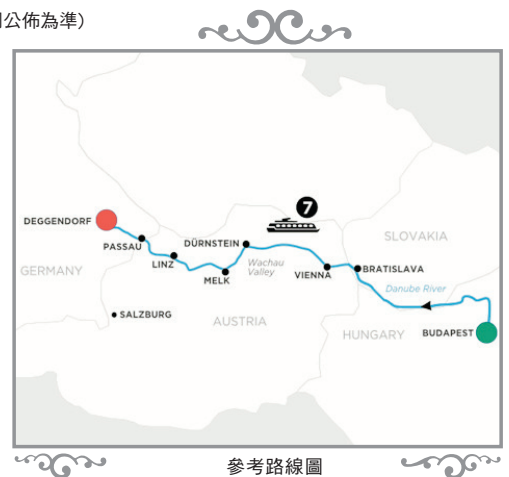 公佈為準)
7
DEGGENDORF
PASSAU
LINZ
DÜRNSTEIN
MELK
Wachau
Valley
VIENNA
BRATISLAVA
SLOVAKIA
GERMANY
Danube River
SALZBURG
AUSTRIA
HUNGARY
BUDAPEST
參考路線圖